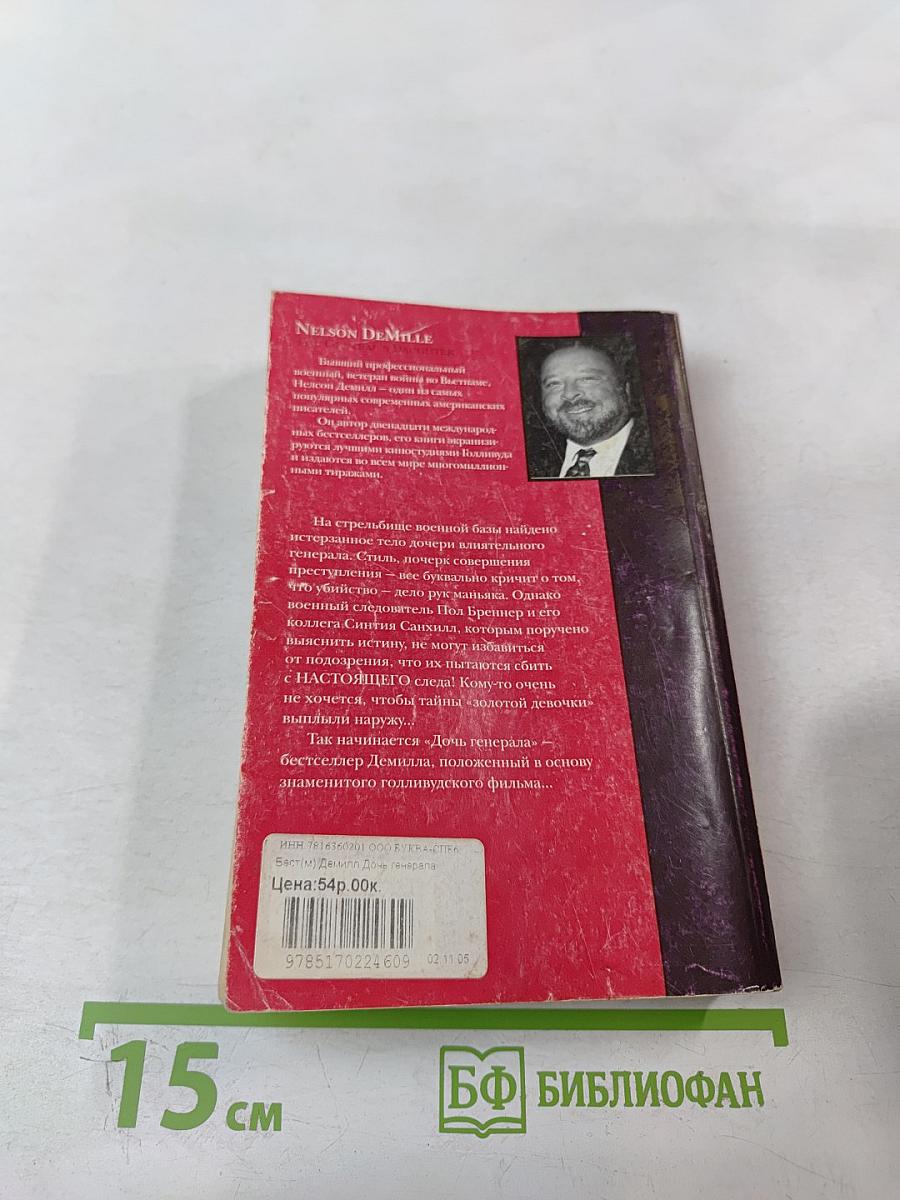 NELSON DEMILLE
Бывший профессиональный
военный, ветеран войны во Вьетнаме,
Нелсон Демилл – один из самых
популярных современных американских
писателей.
Он автор двенадцати международ-
ных бестселлеров, его книги экранизи-
руются лучшими киностудиями Голливуда
и издаются во всем мире многомиллион-
ными тиражами.
На стрельбище военной базы найдено
истерзанное тело дочери влиятельного
генерала. Стиль, почерк совершения
преступления – все буквально кричит о том,
что убийство – дело рук маньяка. Однако
военный следователь Пол Бреннер и его
коллега Синтия Санхилл, которым поручено
выяснить истину, не могут избавиться
от подозрения, что их пытаются сбить
с НАСТОЯЩЕГО следа! Кому-то очень
не хочется, чтобы тайны «золотой девочки»
выплыли наружу...
Так начинается «Дочь генерала» –
бестселлер Демилла, положенный в основу
знаменитого голливудского фильма...
ИНН 7816360201 ООО БУКВА-СПБ
Бест(м)Демилл Дочь генерала
Цена:54р.00к.
9785170224609
02.11.05
15 см
БФ БИБЛИОФАН